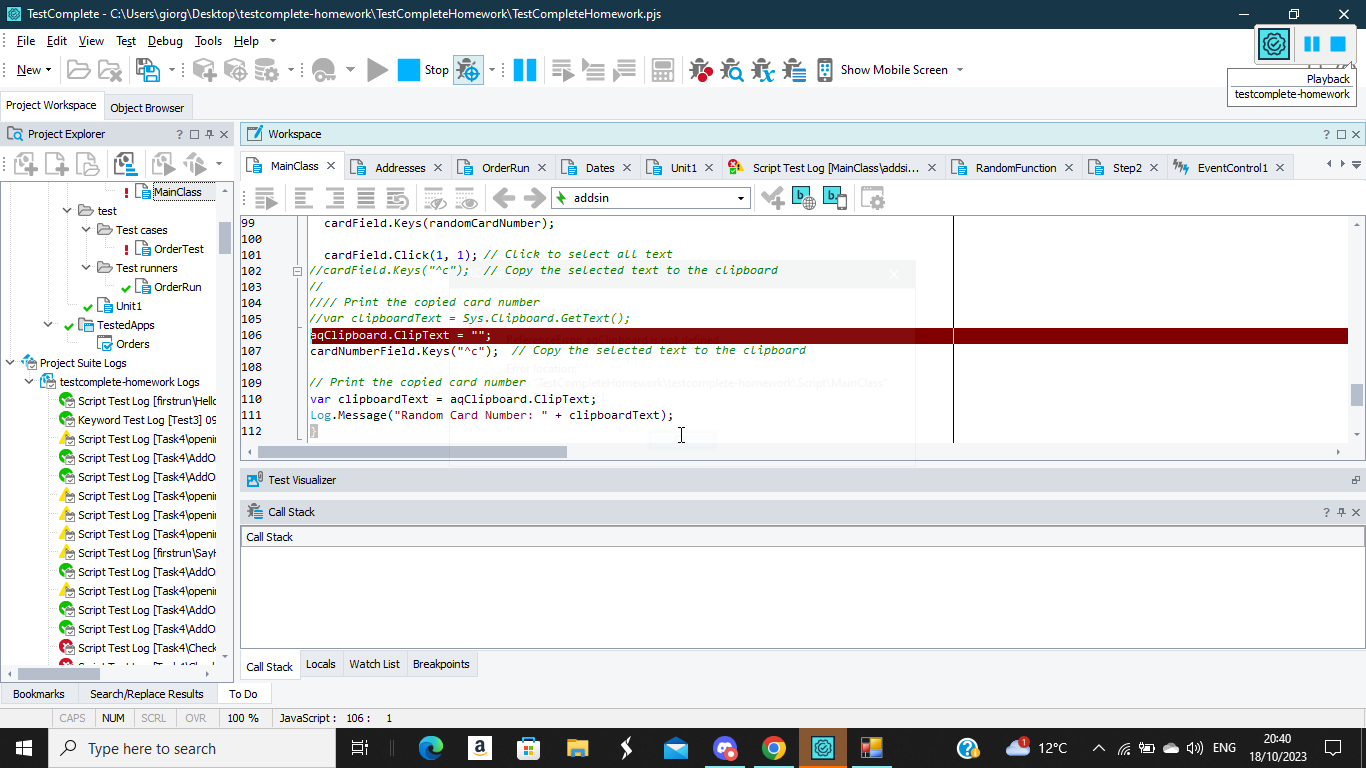 TestComplete - C:\Users\giorg\Desktop\testcomplete-homework\TestCompleteHomework\TestCompleteHomework.pjs
File Edit View Test Debug Tools Help
New Stop Show Mobile Screen
Playback
testcomplete-homework
Project Workspace Object Browser
Project Explorer
Workspace
MainClass Addresses OrderRun Dates Unit1 Script Test Log [MainClass\addsi... RandomFunction Step2 EventControl1
addsin
MainClass
test
Test cases
OrderTest
Test runners
OrderRun
Unit1
TestedApps
Orders
Project Suite Logs
testcomplete-homework Logs
Script Test Log [firstrun\Hello
Keyword Test Log [Test3] 09
Script Test Log [Task4\openin
Script Test Log [Task4\AddO
Script Test Log [Task4\AddO
Script Test Log [Task4\openin
Script Test Log [Task4\openin
Script Test Log [Task4\openin
Script Test Log [firstrun\SayH
Script Test Log [Task4\AddO
Script Test Log [Task4\openin
Script Test Log [Task4\AddO
Script Test Log [Task4\AddO
Script Test Log [Task4\Check
99 cardField.Keys(randomCardNumber);
100
101 cardField.Click(1, 1); // Click to select all text
102 //cardField.Keys("^c"); // Copy the selected text to the clipboard
103 //
104 //// Print the copied card number
105 //var clipboardText = Sys.Clipboard.GetText();
106 aqClipboard.ClipText = "";
107 cardNumberField.Keys("^c"); // Copy the selected text to the clipboard
108
109 // Print the copied card number
110 var clipboardText = aqClipboard.ClipText;
111 Log.Message("Random Card Number: " + clipboardText);
112 }
Test Visualizer
Call Stack
Call Stack
Call Stack Locals Watch List Breakpoints
Bookmarks Search/Replace Results To Do
CAPS NUM SCRL OVR 100 % JavaScript : 106 : 1
Type here to search
1
12°C
ENG
20:40
18/10/2023